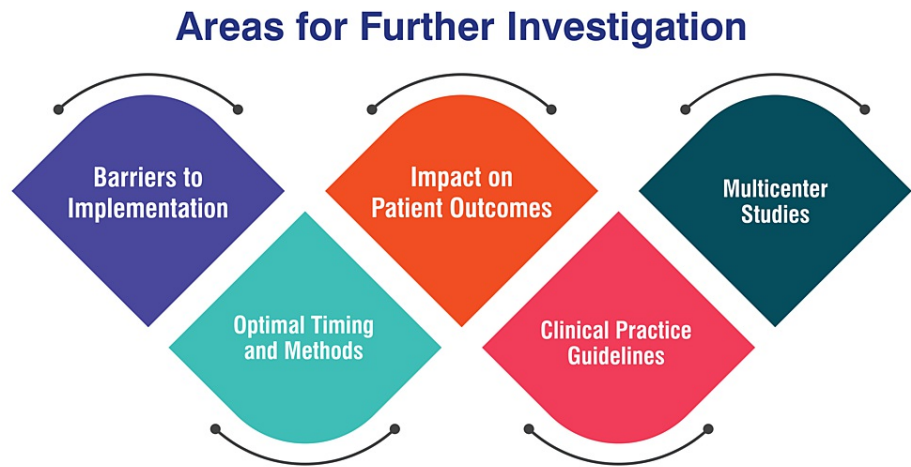 Areas for Further Investigation
Barriers to
Implementation
Optimal Timing
and Methods
Impact on
Patient Outcomes
Clinical Practice
Guidelines
Multicenter
Studies